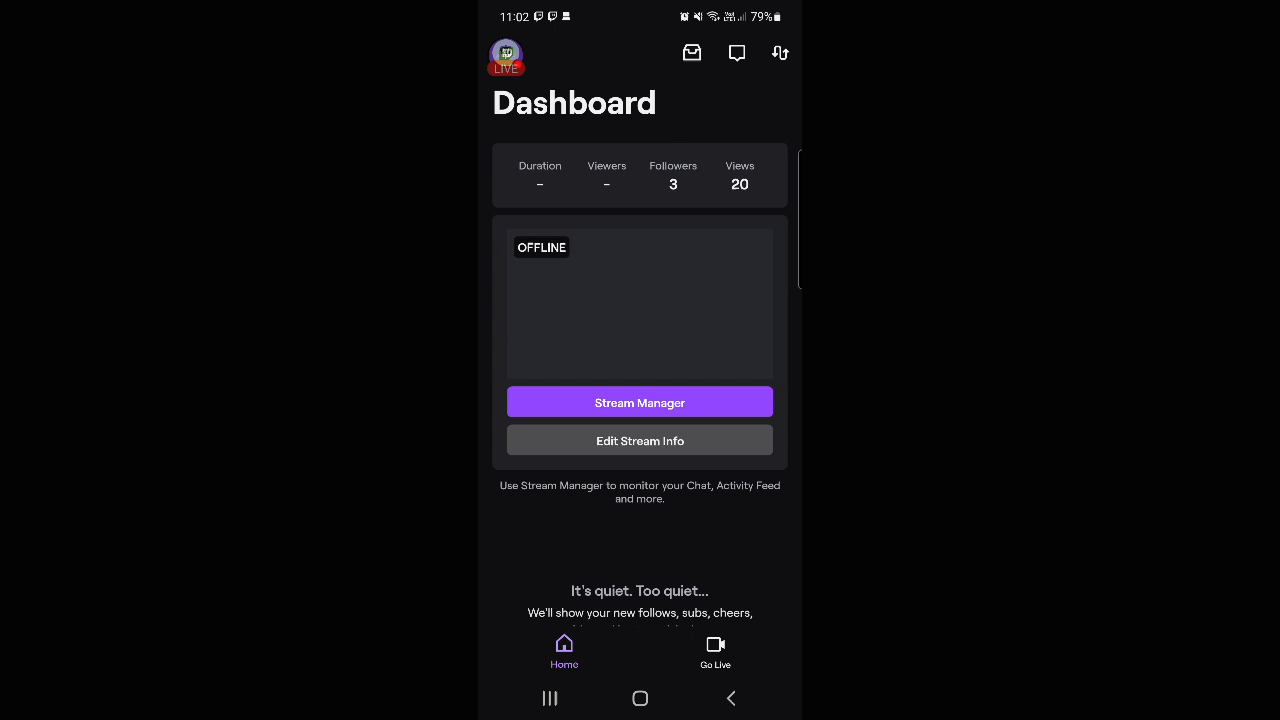 11:02
79%
LIVE
Dashboard
Duration Viewers Followers Views
- - 3 20
OFFLINE
Stream Manager
Edit Stream Info
Use Stream Manager to monitor your Chat, Activity Feed
and more.
It's quiet. Too quiet...
We'll show your new follows, subs, cheers,
Home Go Live